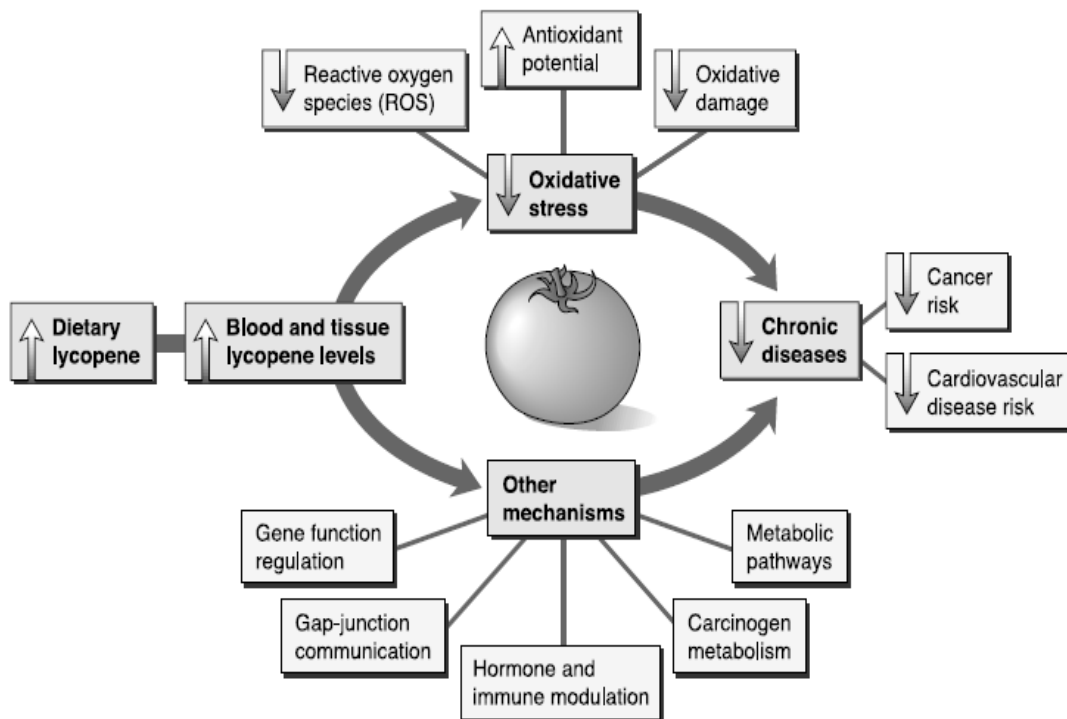 Antioxidant
potential
Reactive oxygen
species (ROS)
Oxidative
damage
Oxidative
stress
Dietary
lycopene
Blood and tissue
lycopene levels
Chronic
diseases
Cancer
risk
Cardiovascular
disease risk
Other
mechanisms
Gene function
regulation
Metabolic
pathways
Gap-junction
communication
Carcinogen
metabolism
Hormone and
immune modulation